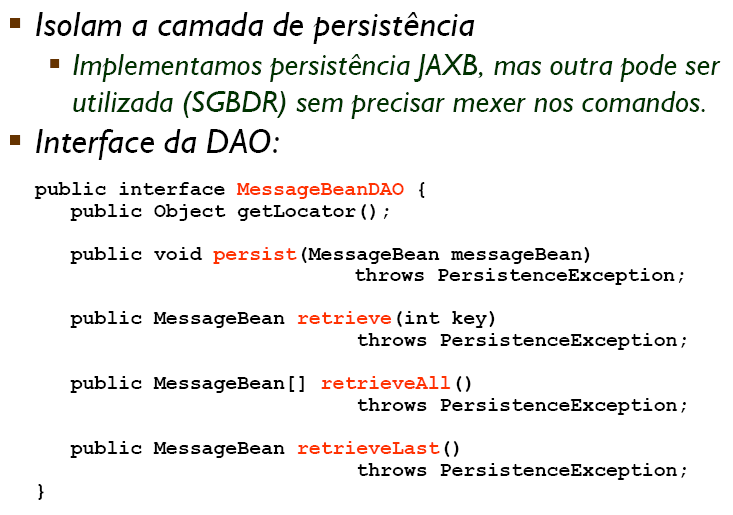 ▪ Isolam a camada de persistência
▪ Implementamos persistência JAXB, mas outra pode ser
utilizada (SGBDR) sem precisar mexer nos comandos.
▪ Interface da DAO:
public interface MessageBeanDAO {
public Object getLocator();
public void persist(MessageBean messageBean)
throws PersistenceException;
public MessageBean retrieve(int key)
throws PersistenceException;
public MessageBean[] retrieveAll()
throws PersistenceException;
public MessageBean retrieveLast()
throws PersistenceException;
}